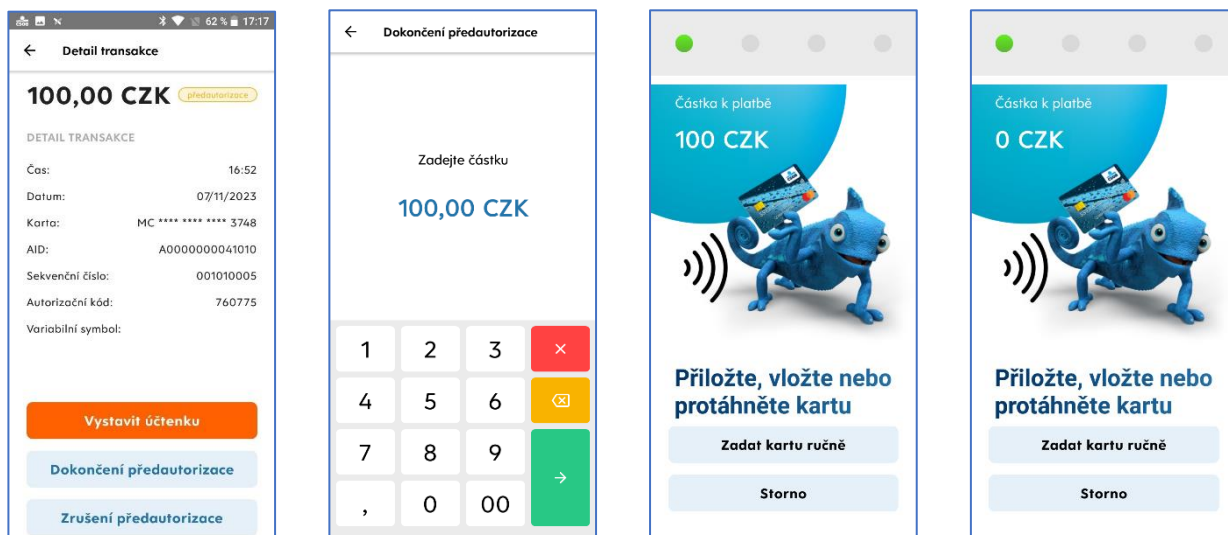 62 % 17:17
Detail transakce
100,00 CZK předautorizace
DETAIL TRANSAKCE
Čas: 16:52
Datum: 07/11/2023
Karta: MC **** **** **** 3748
AID: A0000000041010
Sekvenční číslo: 001010005
Autorizační kód: 760775
Variabilní symbol:
Vystavit účtenku
Dokončení předautorizace
Zrušení předautorizace
Dokončení předautorizace
Zadejte částku
100,00 CZK
1 2 3
4 5 6
7 8 9
, 0 00
Částka k platbě
100 CZK
Přiložte, vložte nebo
protáhněte kartu
Zadat kartu ručně
Storno
Částka k platbě
0 CZK
Přiložte, vložte nebo
protáhněte kartu
Zadat kartu ručně
Storno